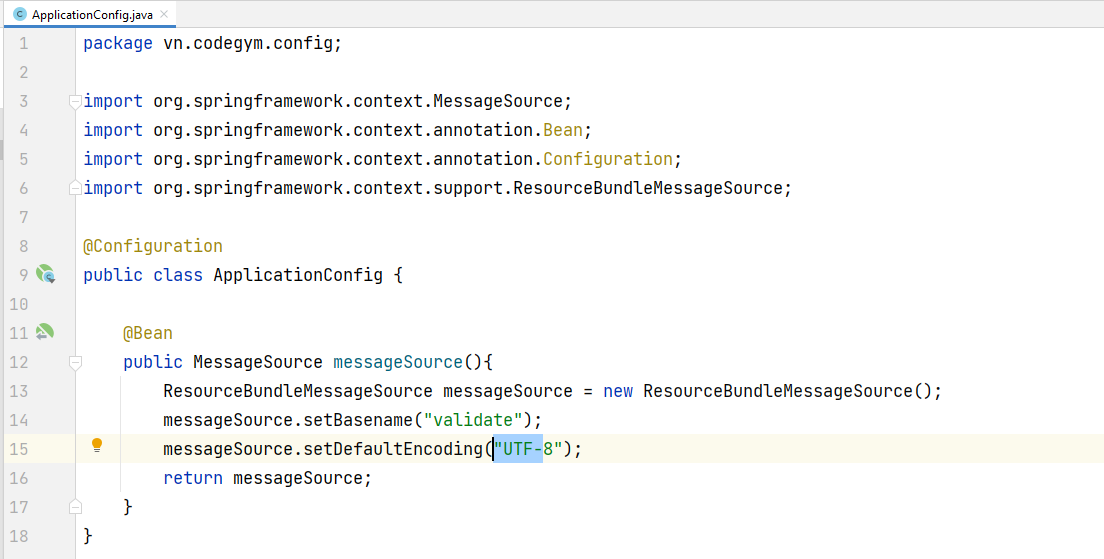 ApplicationConfig.java
1 package vn.codegym.config;
2
3 import org.springframework.context.MessageSource;
4 import org.springframework.context.annotation.Bean;
5 import org.springframework.context.annotation.Configuration;
6 import org.springframework.context.support.ResourceBundleMessageSource;
7
8 @Configuration
9 public class ApplicationConfig {
10
11 @Bean
12 public MessageSource messageSource(){
13 ResourceBundleMessageSource messageSource = new ResourceBundleMessageSource();
14 messageSource.setBasename("validate");
15 messageSource.setDefaultEncoding("UTF-8");
16 return messageSource;
17 }
18 }